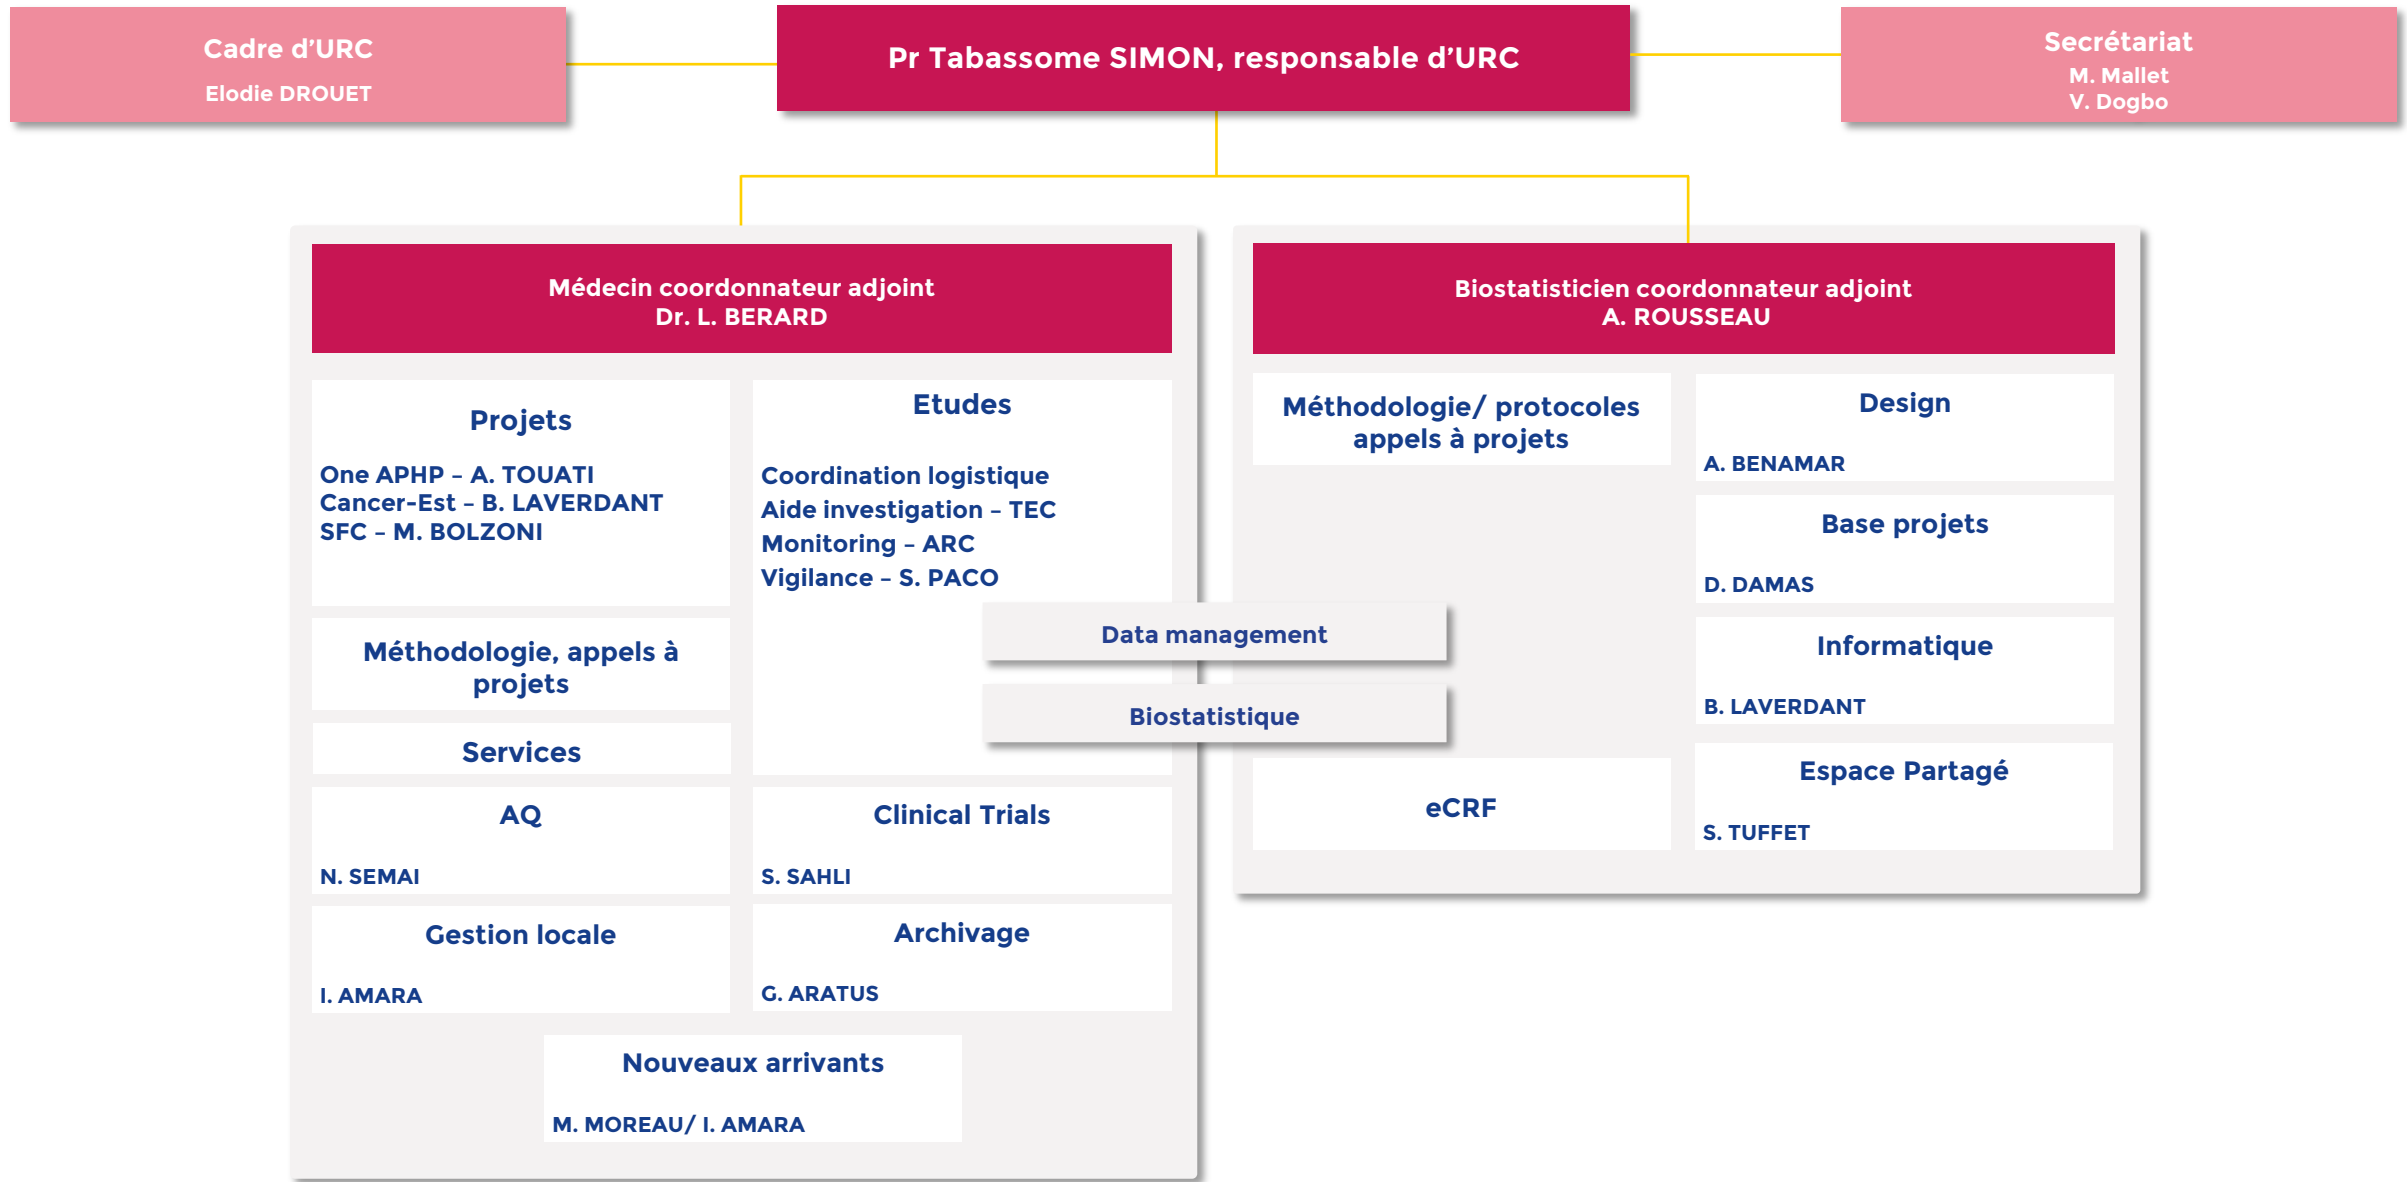 Cadre d'URC
Elodie DROUET
Pr Tabassome SIMON, responsable d'URC
Secrétariat
M. Mallet
V. Dogbo
Médecin coordonnateur adjoint
Dr. L. BERARD
Projets
One APHP – A. TOUATI
Cancer-Est – B. LAVERDANT
SFC – M. BOLZONI
Etudes
Coordination logistique
Aide investigation – TEC
Monitoring – ARC
Vigilance – S. PACO
Méthodologie, appels à
projets
Services
AQ
N. SEMAI
Clinical Trials
S. SAHLI
Gestion locale
I. AMARA
Archivage
G. ARATUS
Nouveaux arrivants
M. MOREAU/ I. AMARA
Data management
Biostatistique
Biostatisticien coordonnateur adjoint
A. ROUSSEAU
Méthodologie/ protocoles
appels à projets
Design
A. BENAMAR
Base projets
D. DAMAS
Informatique
B. LAVERDANT
eCRF
Espace Partagé
S. TUFFET